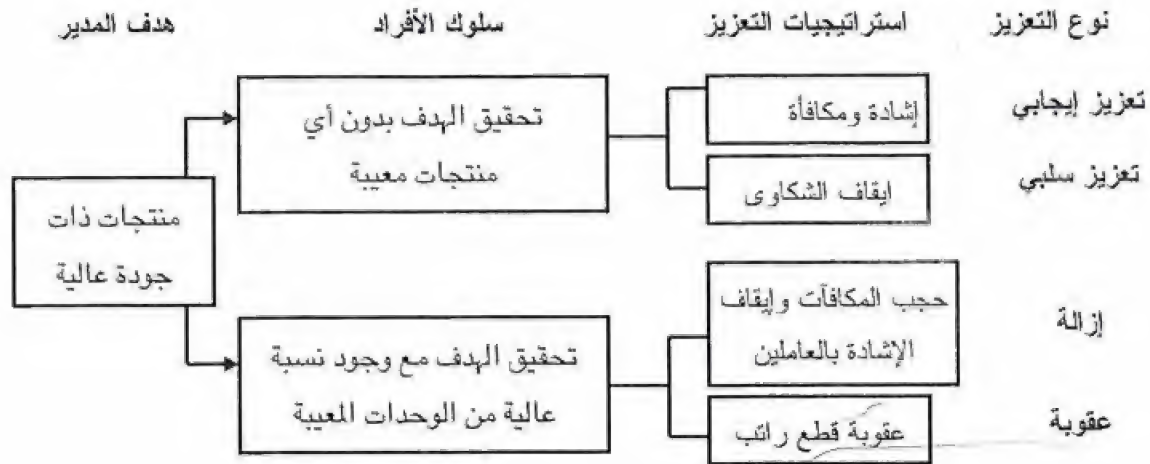 نوع التعزيز
استراتيجيات التعزيز
سلوك الأفراد
هدف المدير
تعزيز إيجابي
إشادة ومكافأة
تحقيق الهدف بدون أي
منتجات معيبة
تعزيز سلبي
ايقاف الشكاوى
منتجات ذات
جودة عالية
إزالة
حجب المكافآت وإيقاف
الإشادة بالعاملين
تحقيق الهدف مع وجود نسبة
عالية من الوحدات المعيبة
عقوبة
عقوبة قطع راتب